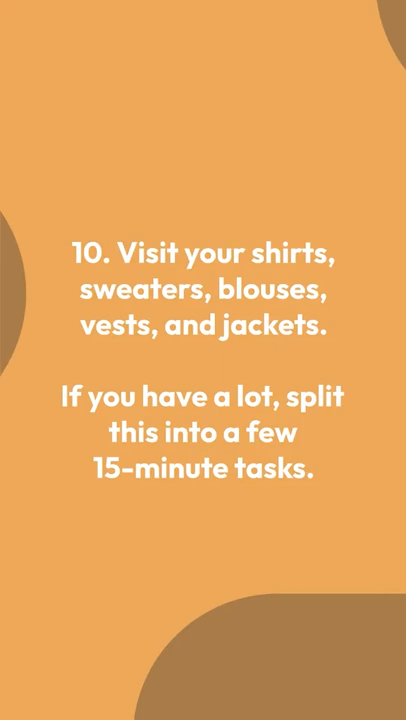 10. Visit your shirts,
sweaters, blouses,
vests, and jackets.
If you have a lot, split
this into a few
15-minute tasks.